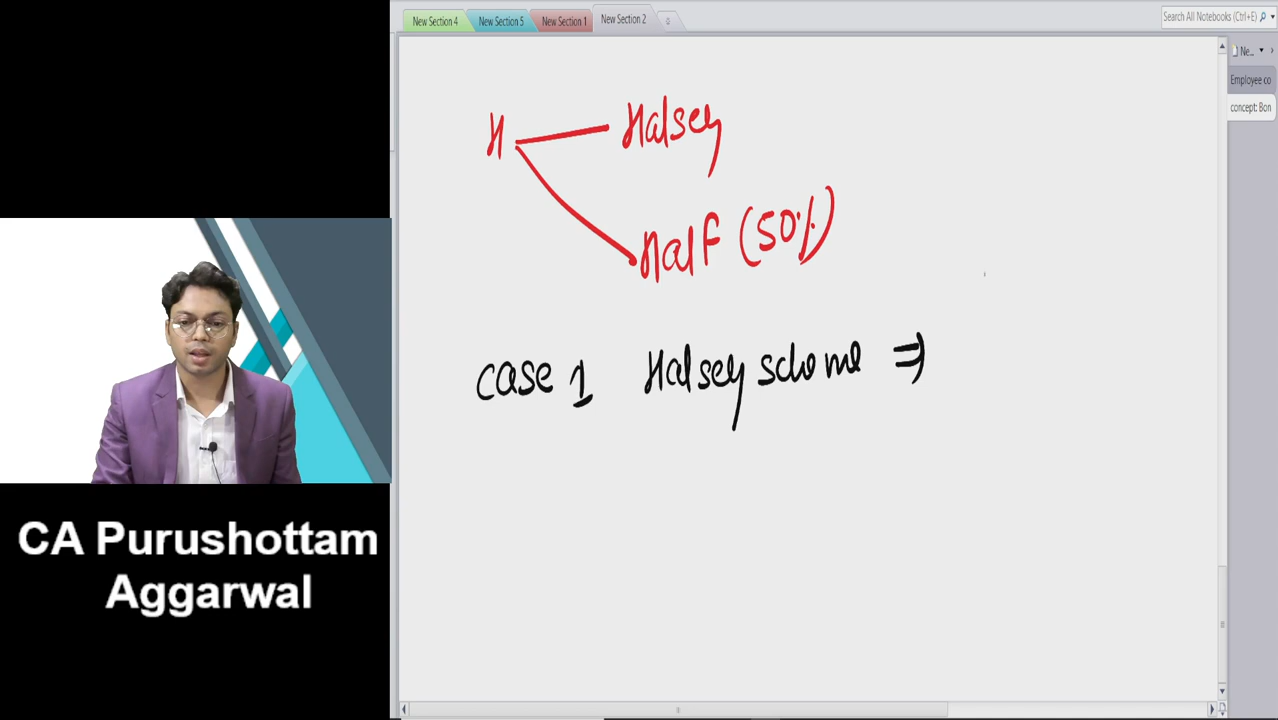 New Section 4
New Section 5
New Section 1
New Section 2
Search All Notebooks (Ctrl+E)
Ne...
Employee co
concept: Bon
H
Halsey
Half (50%)
case 1 Halsey scheme ⇒
CA Purushottam
Aggarwal